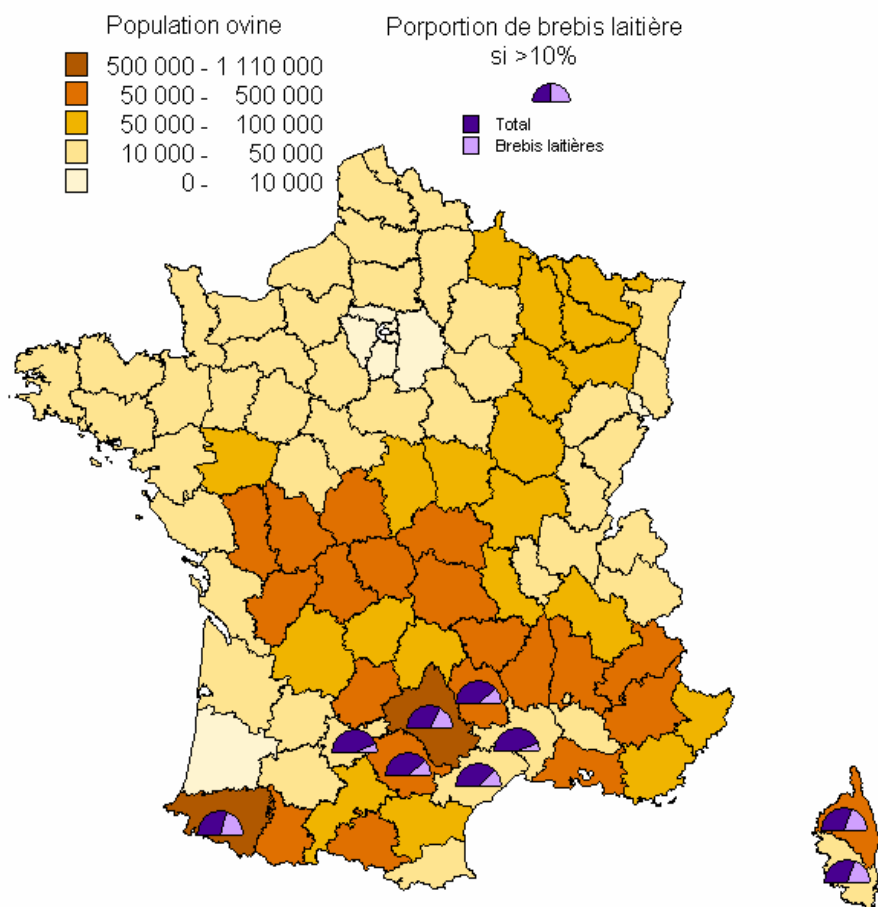 Population ovine
500 000 - 1 110 000
50 000 - 500 000
50 000 - 100 000
10 000 - 50 000
0 - 10 000
Porportion de brebis laitière
si >10%
Total
Brebis laitières